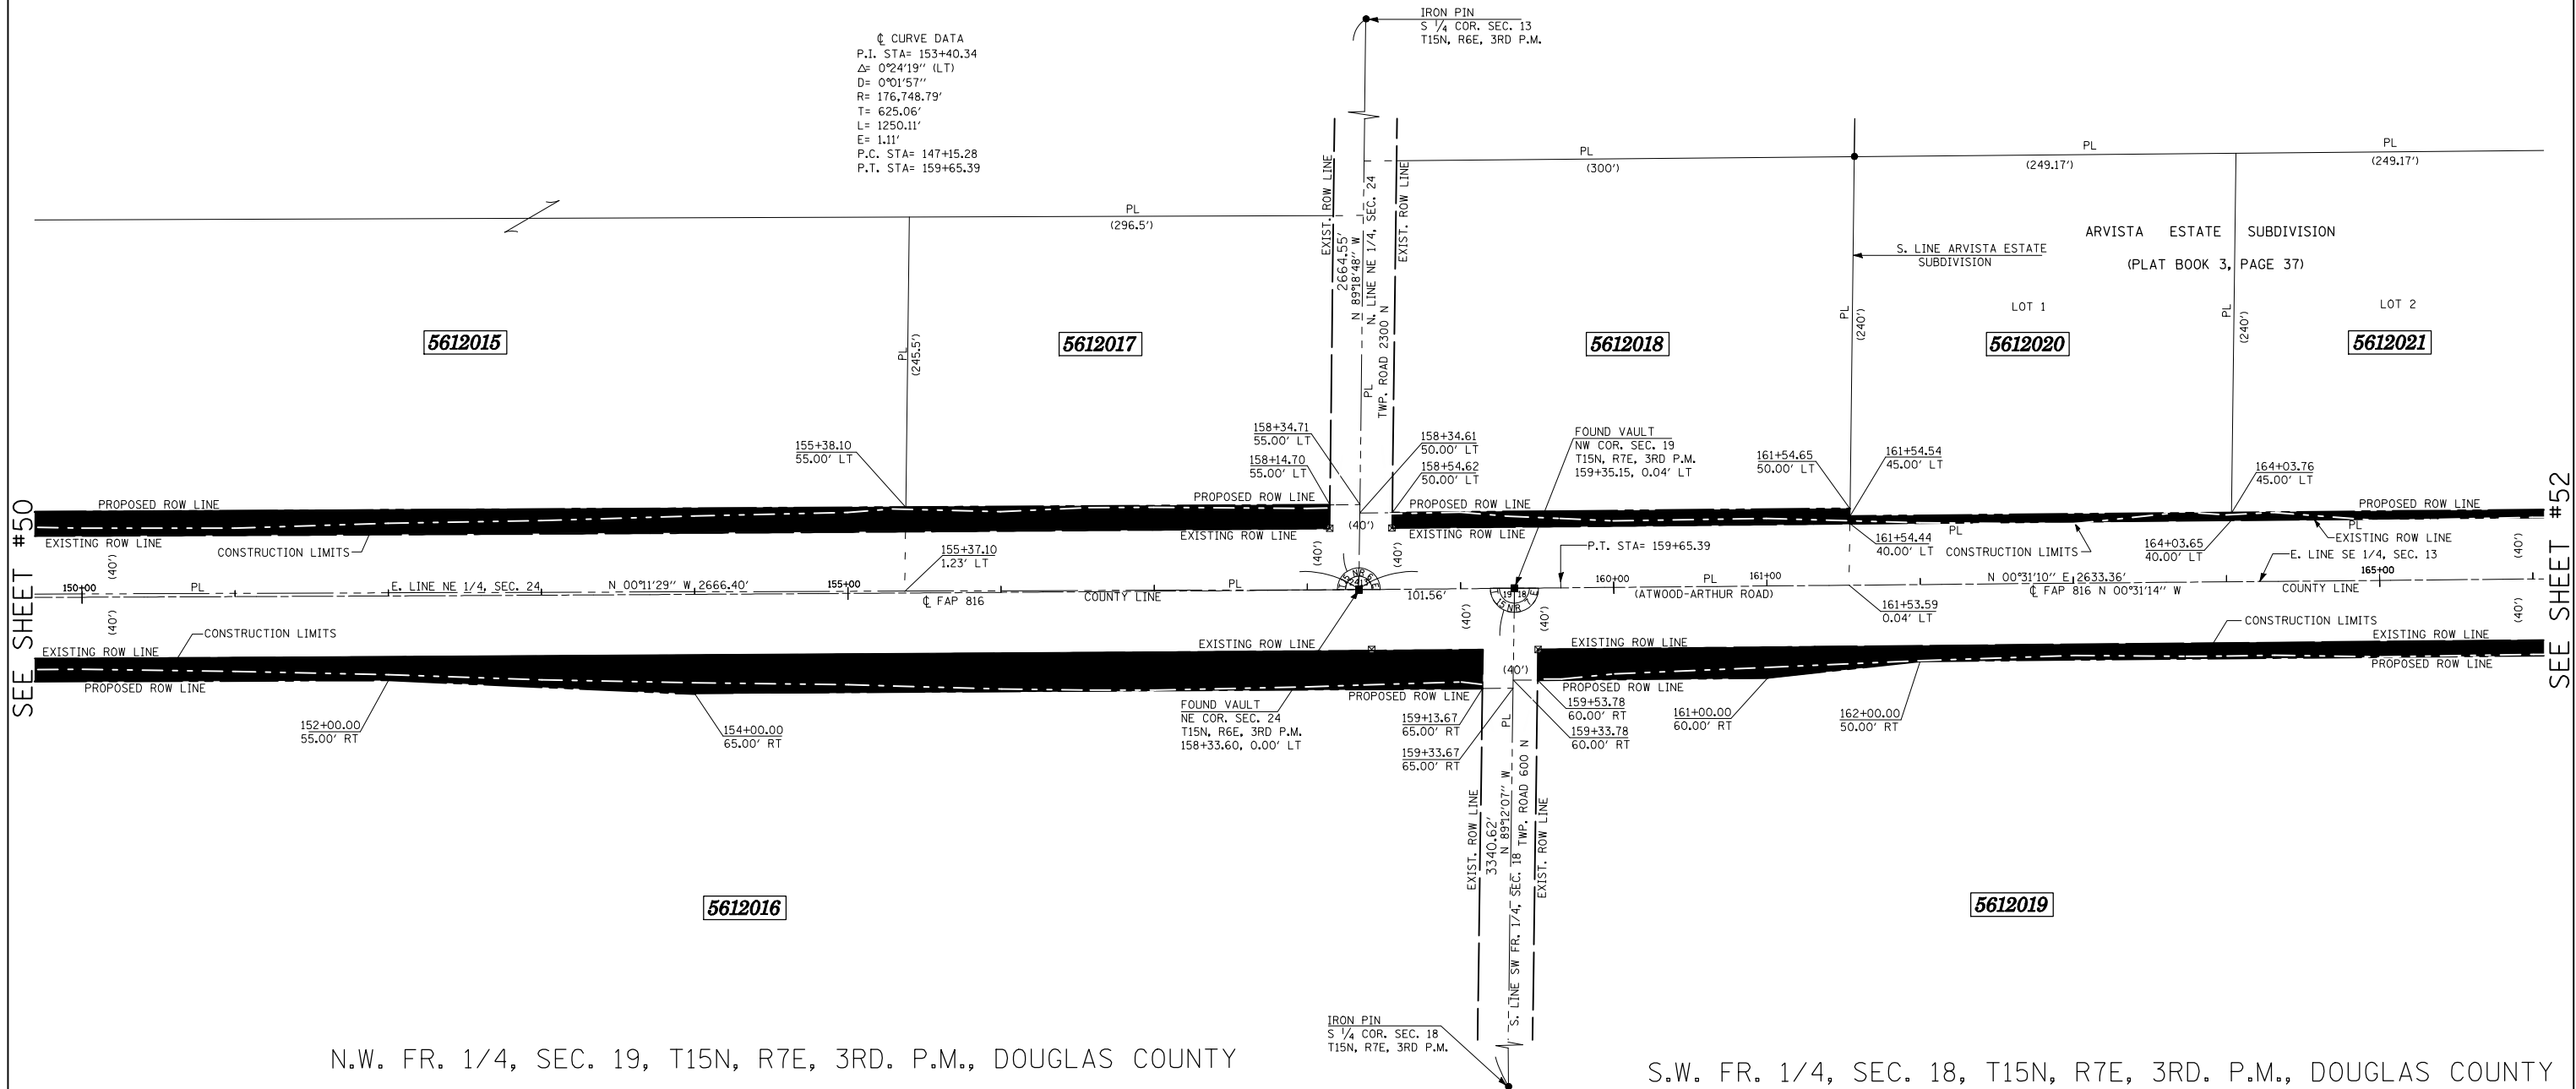 ℄ CURVE DATA
P.I. STA= 153+40.34
Δ= 0°24'19'' (LT)
D= 0°01'57''
R= 176,748.79'
T= 625.06'
L= 1250.11'
E= 1.11'
P.C. STA= 147+15.28
P.T. STA= 159+65.39
IRON PIN
S 1/4 COR. SEC. 13
T15N, R6E, 3RD P.M.
PL
(296.5')
PL
(300')
PL
(249.17')
PL
(249.17')
EXIST. ROW LINE
2664.55'
N 89°18'48'' W
N. LINE NE 1/4, SEC. 24
PL
TWP. ROAD 2300 N
EXIST. ROW LINE
ARVISTA ESTATE SUBDIVISION
(PLAT BOOK 3, PAGE 37)
S. LINE ARVISTA ESTATE
SUBDIVISION
LOT 1
LOT 2
PL
(245.5')
PL
(240')
PL
(240')
5612015
5612017
5612018
5612020
5612021
155+38.10
55.00' LT
158+34.71
55.00' LT
158+14.70
55.00' LT
158+34.61
50.00' LT
158+54.62
50.00' LT
FOUND VAULT
NW COR. SEC. 19
T15N, R7E, 3RD P.M.
159+35.15, 0.04' LT
161+54.65
50.00' LT
161+54.54
45.00' LT
164+03.76
45.00' LT
SEE SHEET #50
SEE SHEET #52
PROPOSED ROW LINE
PROPOSED ROW LINE
PROPOSED ROW LINE
PROPOSED ROW LINE
EXISTING ROW LINE
CONSTRUCTION LIMITS
EXISTING ROW LINE
EXISTING ROW LINE
(40')
(40')
(40')
(40')
(40')
PL
161+54.44
40.00' LT
CONSTRUCTION LIMITS
164+03.65
40.00' LT
PL
EXISTING ROW LINE
E. LINE SE 1/4, SEC. 13
(40')
155+37.10
1.23' LT
P.T. STA= 159+65.39
150+00
PL
E. LINE NE 1/4, SEC. 24
N 00°11'29'' W, 2666.40'
155+00
℄ FAP 816
COUNTY LINE
PL
101.56'
160+00
(ATWOOD-ARTHUR ROAD)
PL
161+00
161+53.59
0.04' LT
N 00°31'10'' E, 2633.36'
℄ FAP 816 N 00°31'14'' W
COUNTY LINE
165+00
(40')
(40')
(40')
(40')
(40')
CONSTRUCTION LIMITS
EXISTING ROW LINE
PROPOSED ROW LINE
EXISTING ROW LINE
PROPOSED ROW LINE
EXISTING ROW LINE
PROPOSED ROW LINE
CONSTRUCTION LIMITS
EXISTING ROW LINE
PROPOSED ROW LINE
152+00.00
55.00' RT
154+00.00
65.00' RT
FOUND VAULT
NE COR. SEC. 24
T15N, R6E, 3RD P.M.
158+33.60, 0.00' LT
159+13.67
65.00' RT
159+33.67
65.00' RT
159+53.78
60.00' RT
159+33.78
60.00' RT
161+00.00
60.00' RT
162+00.00
50.00' RT
EXIST. ROW LINE
3340.62'
N 89°12'07'' W
PL
S. LINE SW FR. 1/4, SEC. 18
TWP. ROAD 600 N
EXIST. ROW LINE
5612016
5612019
IRON PIN
S 1/4 COR. SEC. 18
T15N, R7E, 3RD P.M.
N.W. FR. 1/4, SEC. 19, T15N, R7E, 3RD. P.M., DOUGLAS COUNTY
S.W. FR. 1/4, SEC. 18, T15N, R7E, 3RD. P.M., DOUGLAS COUNTY